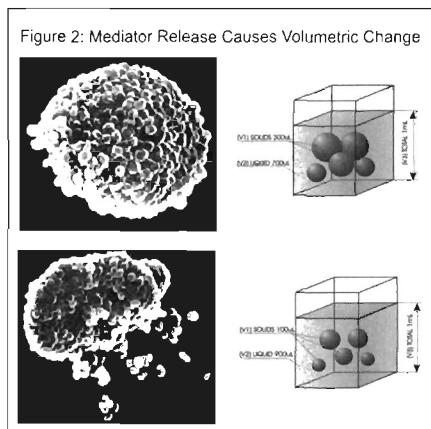 Figure 2: Mediator Release Causes Volumetric Change
(V1) SOLIDS 300uL
(V2) LIQUID 700uL
(V3) TOTAL 1mL
(V1) SOLIDS 100uL
(V2) LIQUID 900uL
(V3) TOTAL 1mL